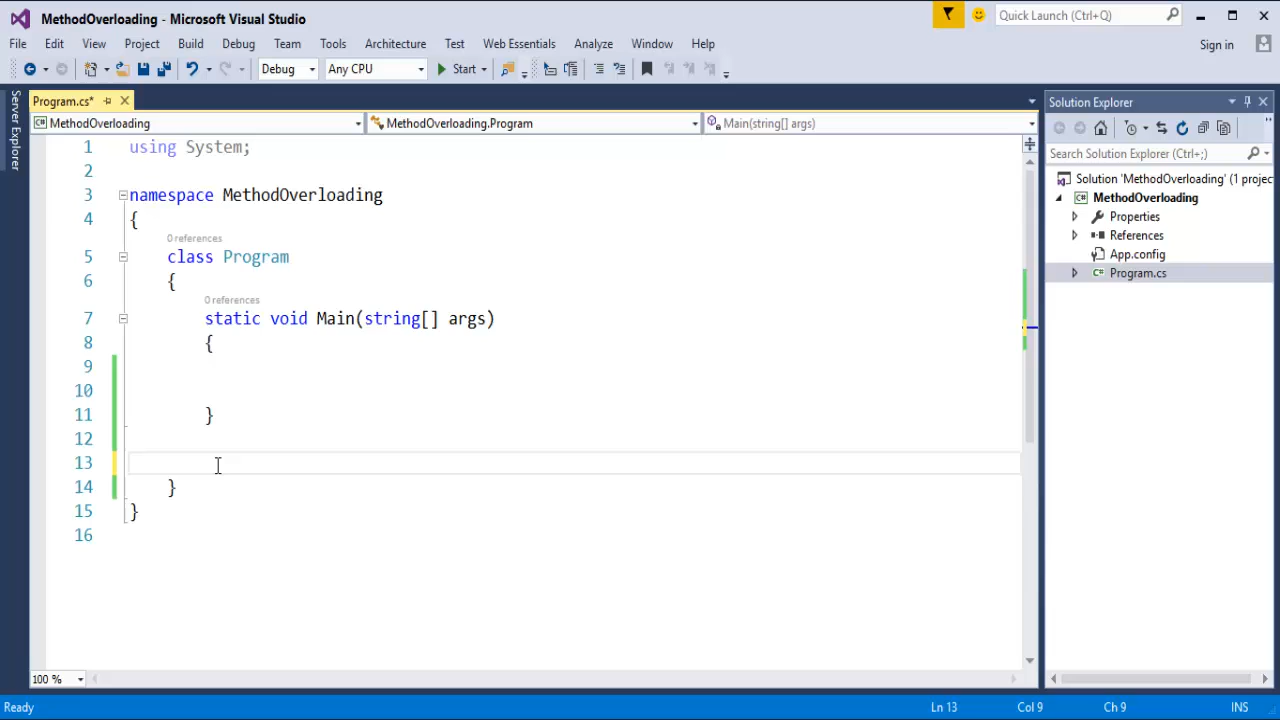 MethodOverloading - Microsoft Visual Studio
Quick Launch (Ctrl+Q)
File Edit View Project Build Debug Team Tools Architecture Test Web Essentials Analyze Window Help
Sign in
Debug Any CPU Start
Server Explorer
Program.cs*
MethodOverloading MethodOverloading.Program Main(string[] args)
1 using System;
2
3 namespace MethodOverloading
4 {
0 references
5 class Program
6 {
0 references
7 static void Main(string[] args)
8 {
9
10
11 }
12
13
14 }
15 }
16
100 %
Solution Explorer
Search Solution Explorer (Ctrl+;)
Solution 'MethodOverloading' (1 projec
MethodOverloading
Properties
References
App.config
C# Program.cs
Ready Ln 13 Col 9 Ch 9 INS